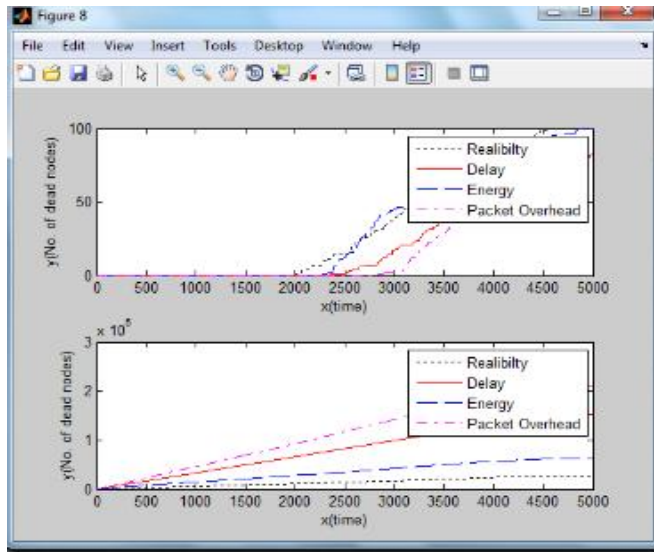 Figure 8
File Edit View Insert Tools Desktop Window Help
100
50
0
y(No. of dead nodes)
Realibilty
Delay
Energy
Packet Overhead
0 500 1000 1500 2000 2500 3000 3500 4000 4500 5000
x(time)
x 10^5
3
2
1
0
y(No. of dead nodes)
Realibilty
Delay
Energy
Packet Overhead
0 500 1000 1500 2000 2500 3000 3500 4000 4500 5000
x(time)